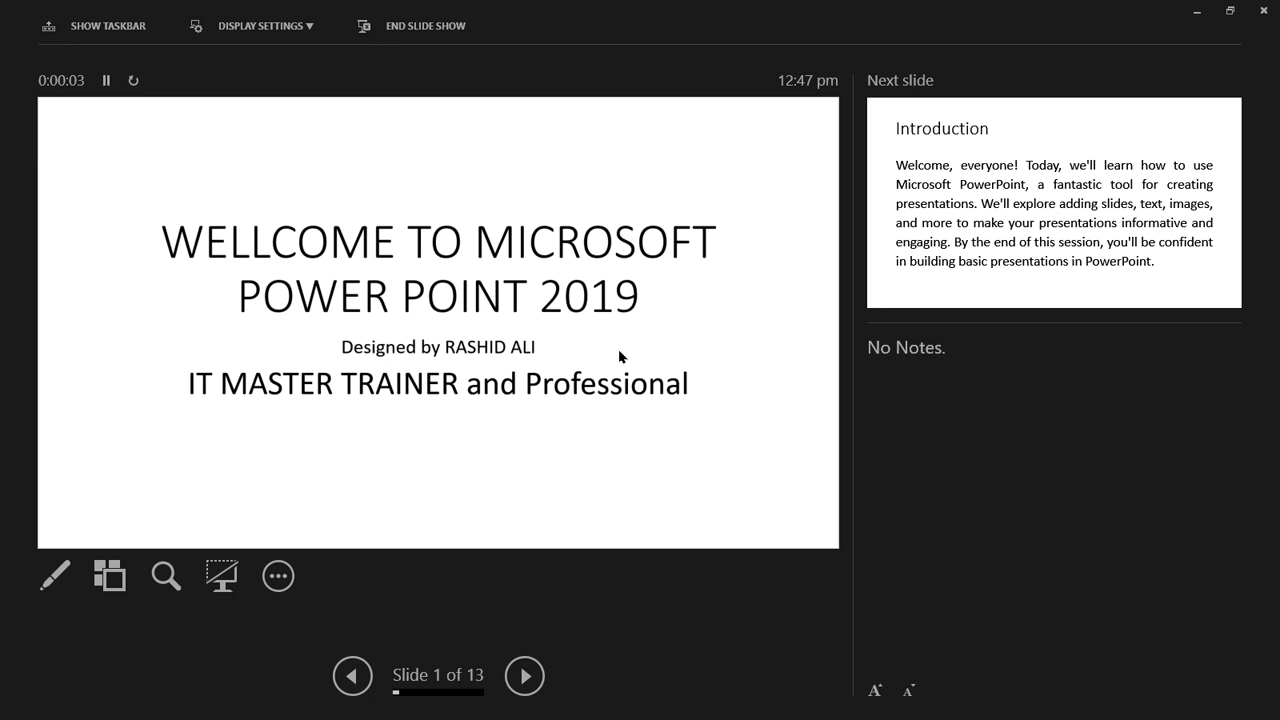 SHOW TASKBAR
DISPLAY SETTINGS ▼
END SLIDE SHOW
0:00:03
12:47 pm
WELLCOME TO MICROSOFT
POWER POINT 2019
Designed by RASHID ALI
IT MASTER TRAINER and Professional
Slide 1 of 13
Next slide
Introduction
Welcome, everyone! Today, we'll learn how to use
Microsoft PowerPoint, a fantastic tool for creating
presentations. We'll explore adding slides, text, images,
and more to make your presentations informative and
engaging. By the end of this session, you'll be confident
in building basic presentations in PowerPoint.
No Notes.
A A